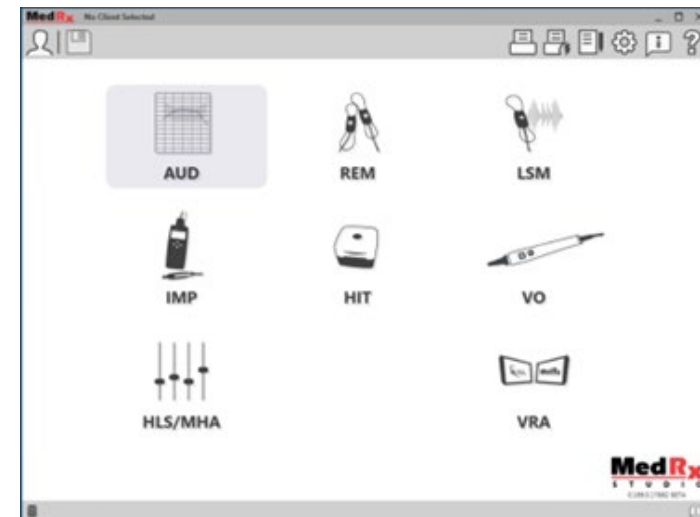 MedRx No Client Selected
AUD REM LSM
IMP HIT VO
HLS/MHA VRA
MedRx
STUDIO